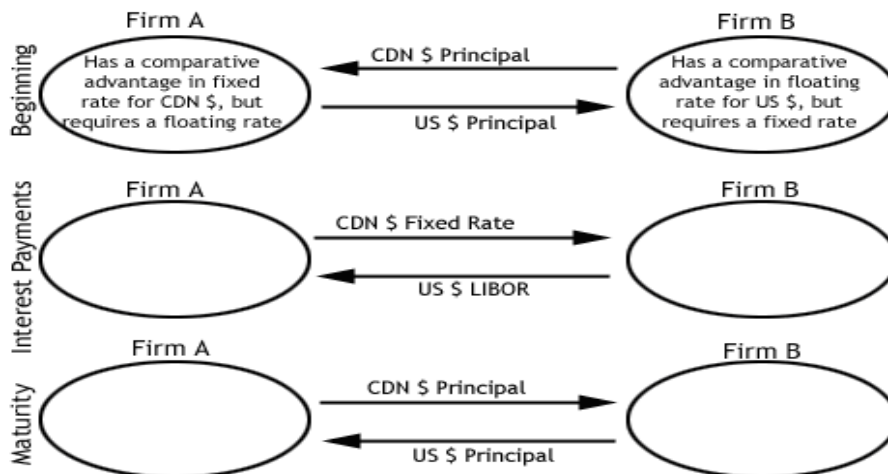 Firm A
Firm B
Beginning
Has a comparative
advantage in fixed
rate for CDN $, but
requires a floating rate
CDN $ Principal
US $ Principal
Has a comparative
advantage in floating
rate for US $, but
requires a fixed rate
Interest Payments
Firm A
Firm B
CDN $ Fixed Rate
US $ LIBOR
Maturity
Firm A
Firm B
CDN $ Principal
US $ Principal